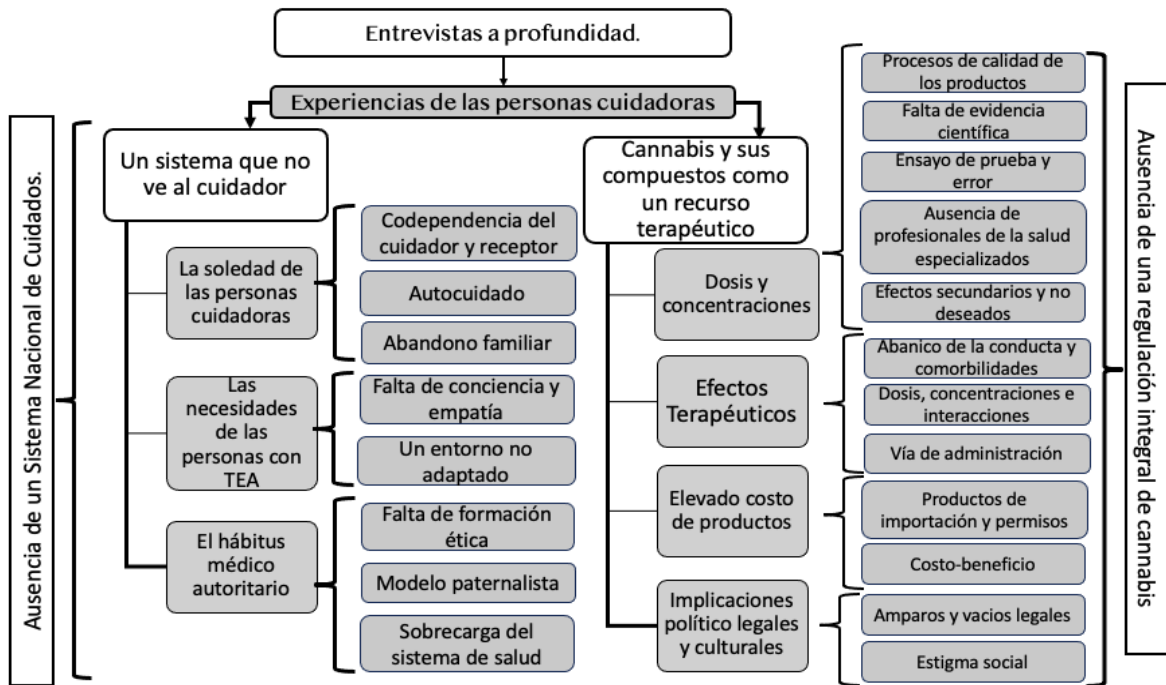 Entrevistas a profundidad.
Experiencias de las personas cuidadoras
Ausencia de un Sistema Nacional de Cuidados.
Un sistema que no
ve al cuidador
La soledad de
las personas
cuidadoras
Codependencia del
cuidador y receptor
Autocuidado
Abandono familiar
Las
necesidades
de las
personas con
TEA
Falta de conciencia y
empatía
Un entorno no
adaptado
El hábitus
médico
autoritario
Falta de formación
ética
Modelo paternalista
Sobrecarga del
sistema de salud
Cannabis y sus
compuestos como
un recurso
terapéutico
Dosis y
concentraciones
Procesos de calidad de
los productos
Falta de evidencia
científica
Ensayo de prueba y
error
Ausencia de
profesionales de la salud
especializados
Efectos secundarios y no
deseados
Efectos
Terapéuticos
Abanico de la conducta y
comorbilidades
Dosis, concentraciones e
interacciones
Vía de administración
Elevado costo
de productos
Productos de
importación y permisos
Costo-beneficio
Implicaciones
político legales
y culturales
Amparos y vacios legales
Estigma social
Ausencia de una regulación integral de cannabis